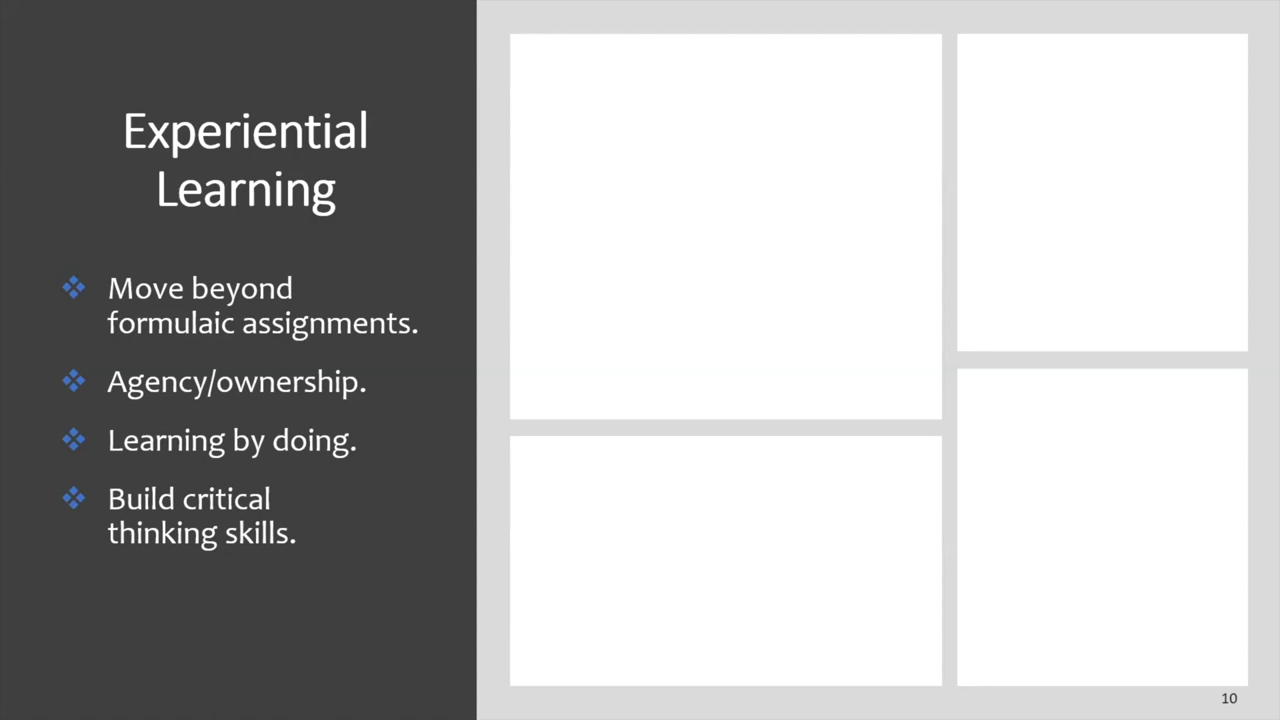 Experiential
Learning
Move beyond
formulaic assignments.
Agency/ownership.
Learning by doing.
Build critical
thinking skills.
10